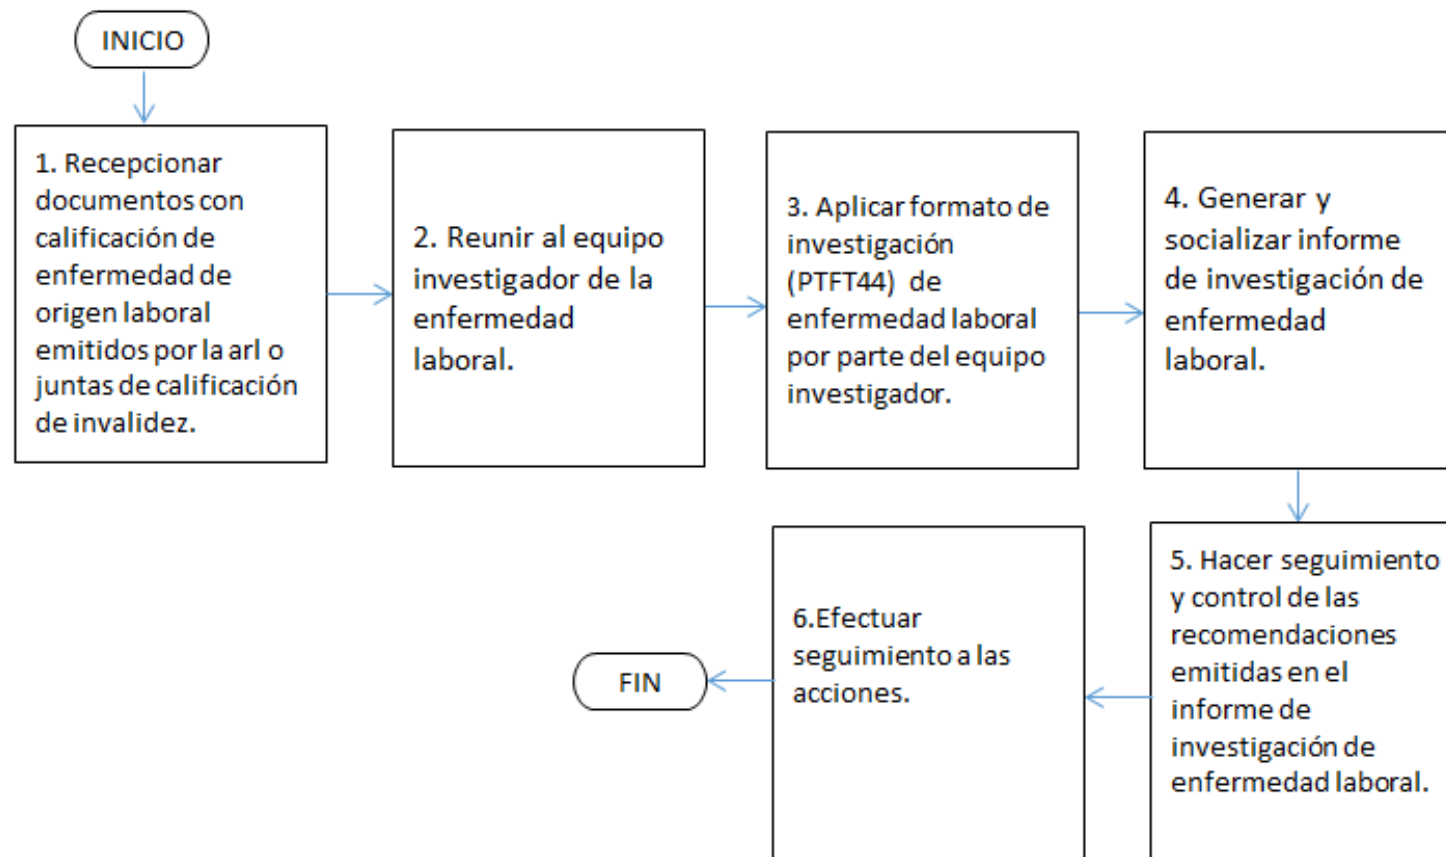 INICIO
1. Recepcionar
documentos con
calificación de
enfermedad de
origen laboral
emitidos por la arl o
juntas de calificación
de invalidez.
2. Reunir al equipo
investigador de la
enfermedad
laboral.
3. Aplicar formato de
investigación
(PTFT44) de
enfermedad laboral
por parte del equipo
investigador.
4. Generar y
socializar informe
de investigación de
enfermedad
laboral.
5. Hacer seguimiento
y control de las
recomendaciones
emitidas en el
informe de
investigación de
enfermedad laboral.
6.Efectuar
seguimiento a las
acciones.
FIN